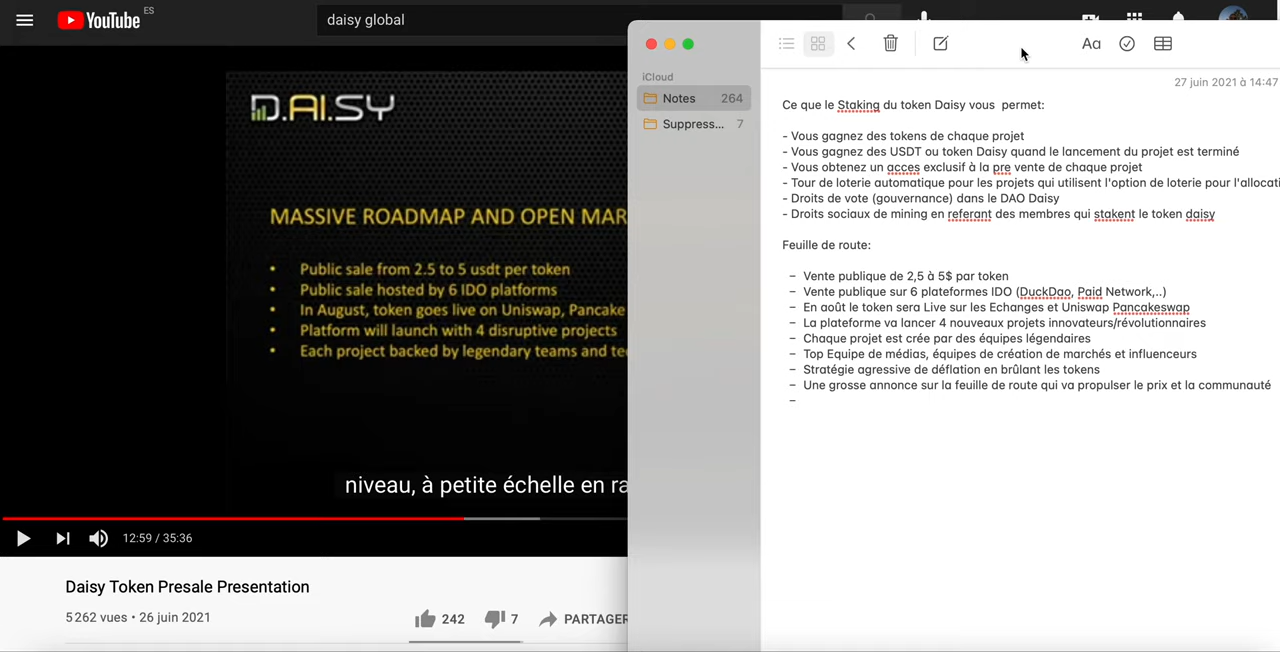 YouTube ES
daisy global
D.AI.SY
MASSIVE ROADMAP AND OPEN MAR
• Public sale from 2.5 to 5 usdt per token
• Public sale hosted by 6 IDO platforms
• In August, token goes live on Uniswap, Pancake
• Platform will launch with 4 disruptive projects
• Each project backed by legendary teams and te
niveau, à petite échelle en ra
12:59 / 35:36
Daisy Token Presale Presentation
5 262 vues • 26 juin 2021
242
7
PARTAGER
iCloud
Notes 264
Suppress... 7
Aa
27 juin 2021 à 14:47
Ce que le Staking du token Daisy vous permet:
- Vous gagnez des tokens de chaque projet
- Vous gagnez des USDT ou token Daisy quand le lancement du projet est terminé
- Vous obtenez un acces exclusif à la pre vente de chaque projet
- Tour de loterie automatique pour les projets qui utilisent l'option de loterie pour l'allocati
- Droits de vote (gouvernance) dans le DAO Daisy
- Droits sociaux de mining en referant des membres qui stakent le token daisy
Feuille de route:
– Vente publique de 2,5 à 5$ par token
– Vente publique sur 6 plateformes IDO (DuckDao, Paid Network,..)
– En août le token sera Live sur les Echanges et Uniswap Pancakeswap
– La plateforme va lancer 4 nouveaux projets innovateurs/révolutionnaires
– Chaque projet est crée par des équipes légendaires
– Top Equipe de médias, équipes de création de marchés et influenceurs
– Stratégie agressive de déflation en brûlant les tokens
– Une grosse annonce sur la feuille de route qui va propulser le prix et la communauté
–